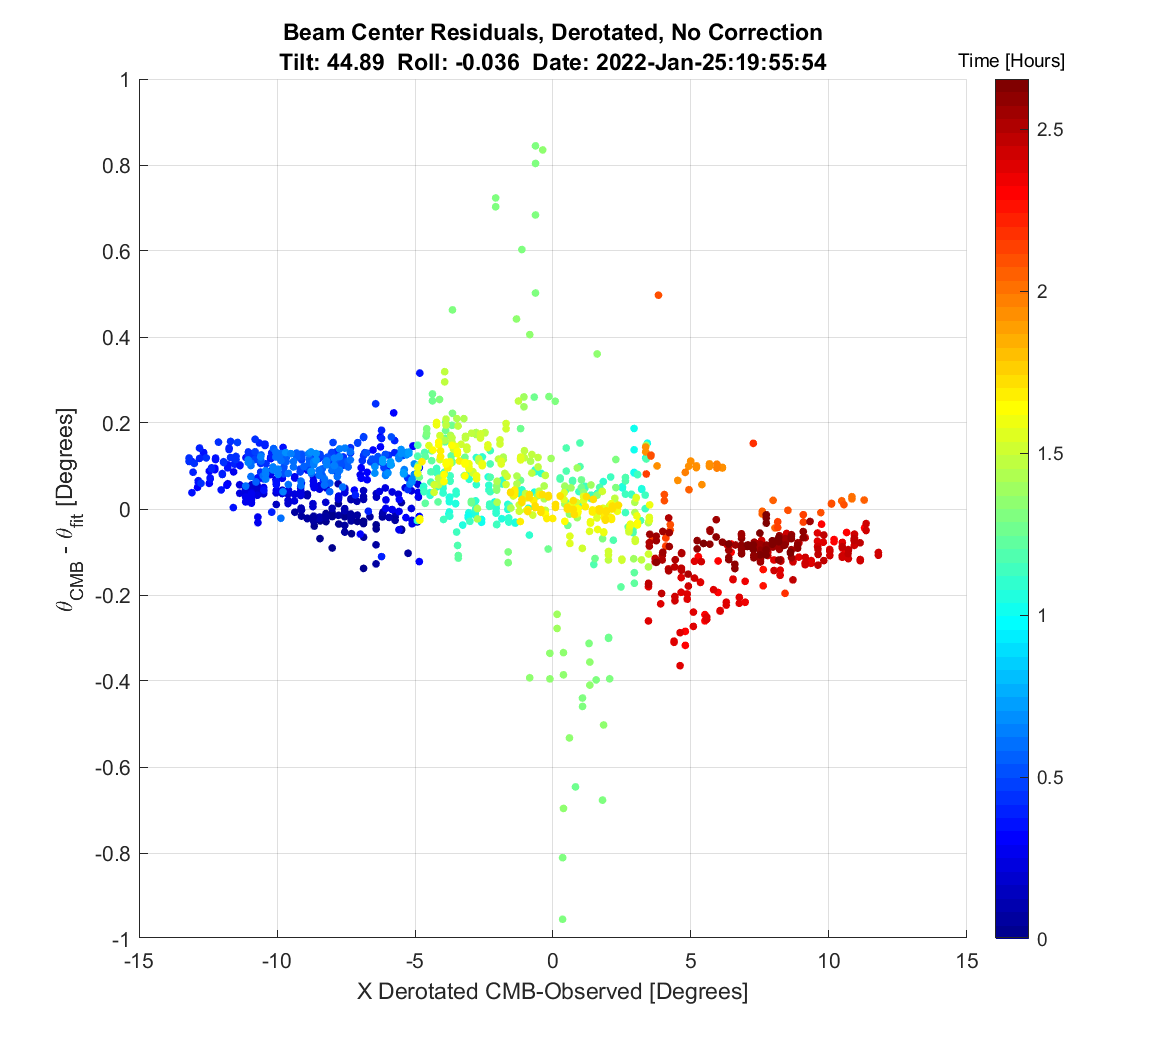 Beam Center Residuals, Derotated, No Correction
Tilt: 44.89  Roll: -0.036  Date: 2022-Jan-25:19:55:54
Time [Hours]
1
0.8
0.6
0.4
0.2
0
-0.2
-0.4
-0.6
-0.8
-1
θCMB - θfit [Degrees]
-15 -10 -5 0 5 10 15
X Derotated CMB-Observed [Degrees]
2.5
2
1.5
1
0.5
0